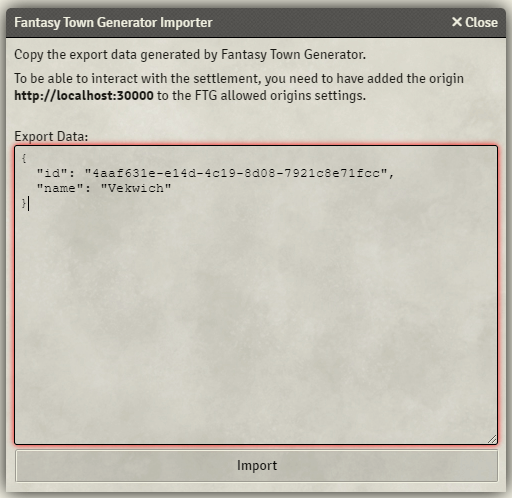 Fantasy Town Generator Importer
✕ Close
Copy the export data generated by Fantasy Town Generator.
To be able to interact with the settlement, you need to have added the origin
http://localhost:30000 to the FTG allowed origins settings.
Export Data:
{
  "id": "4aaf631e-e14d-4c19-8d08-7921c8e71fcc",
  "name": "Vekwich"
}
Import